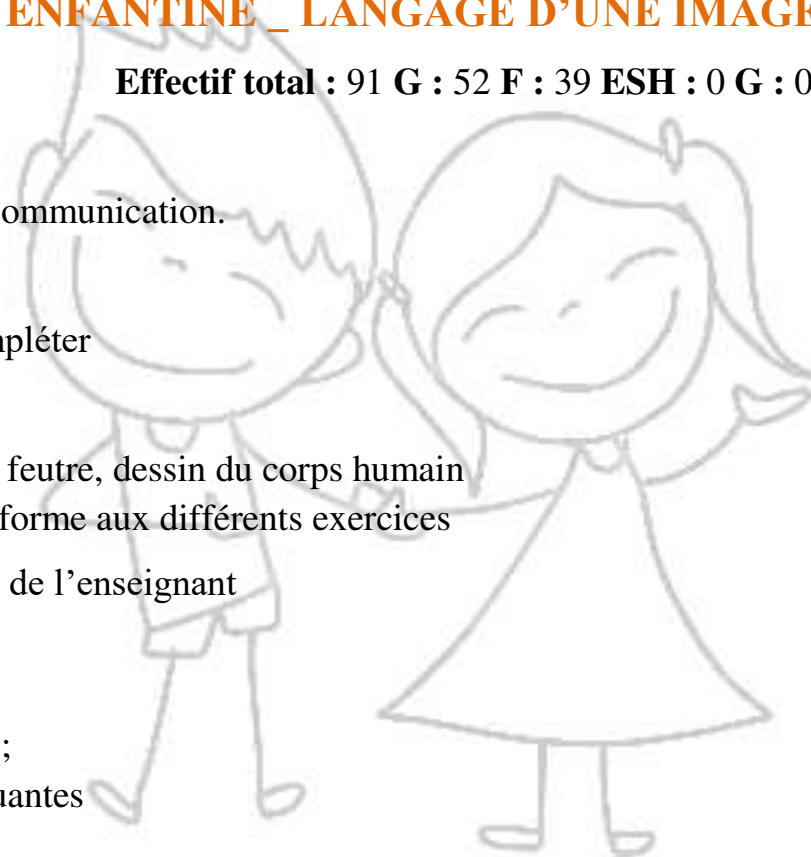 ENFANTINE _ LANGAGE D’UNE IMAGE
Effectif total : 91 G : 52 F : 39 ESH : 0 G : 0
ommunication.
pléter
feutre, dessin du corps humain
forme aux différents exercices
de l’enseignant
;
uantes